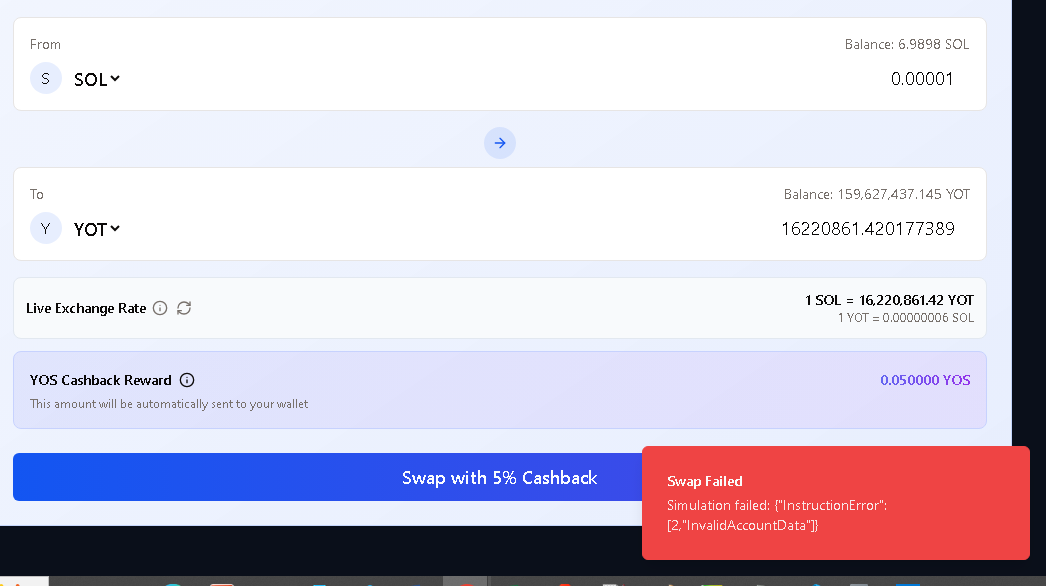 From
Balance: 6.9898 SOL
S
SOL
0.00001
To
Balance: 159,627,437.145 YOT
Y
YOT
16220861.420177389
Live Exchange Rate
1 SOL = 16,220,861.42 YOT
1 YOT = 0.00000006 SOL
YOS Cashback Reward
0.050000 YOS
This amount will be automatically sent to your wallet
Swap with 5% Cashback
Swap Failed
Simulation failed: {"InstructionError":
[2,"InvalidAccountData"]}